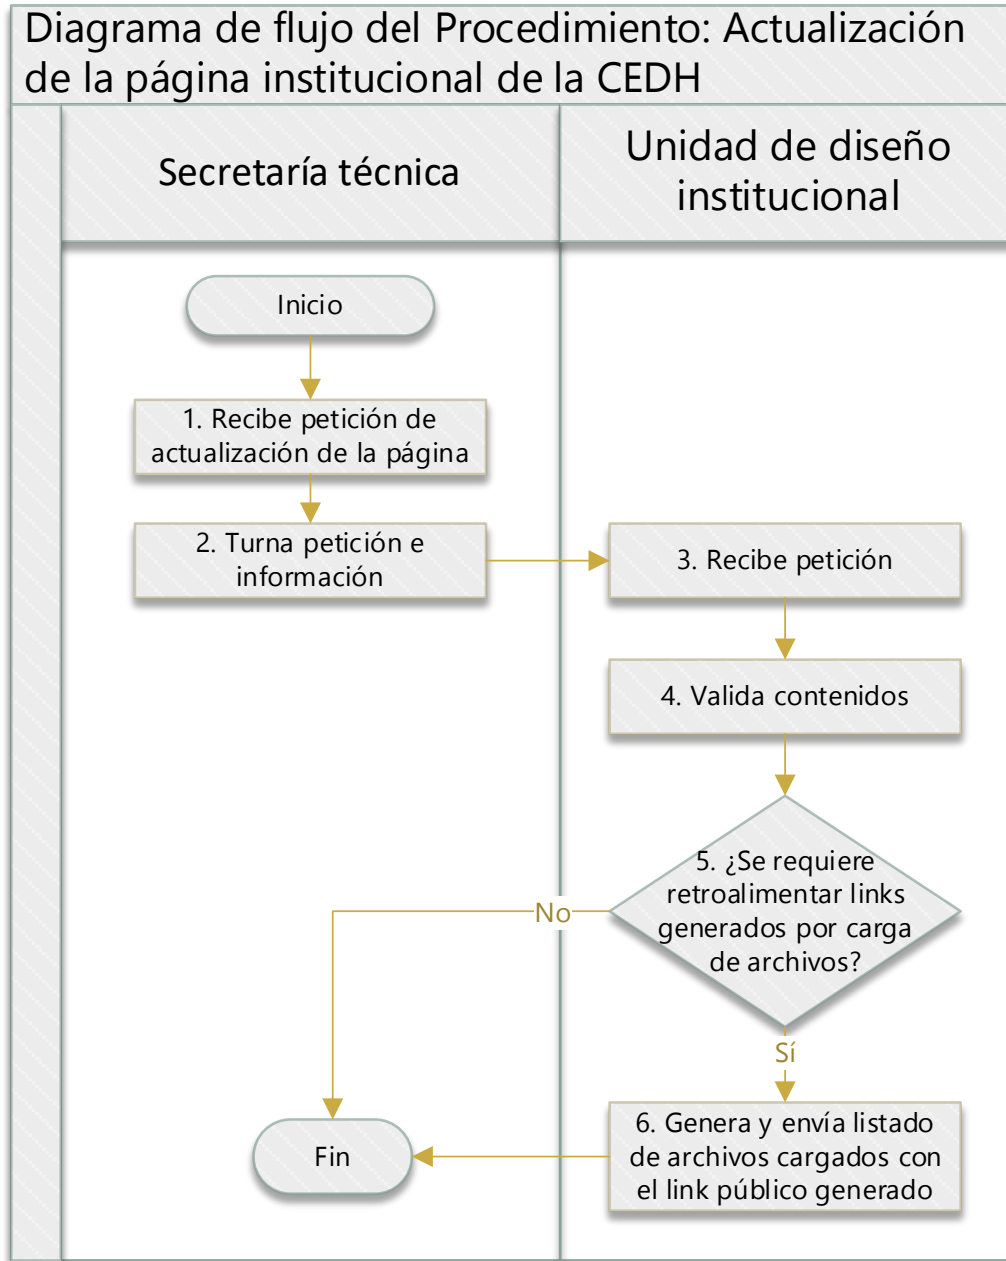 Diagrama de flujo del Procedimiento: Actualización
de la página institucional de la CEDH
Secretaría técnica
Unidad de diseño
institucional
Inicio
1. Recibe petición de
actualización de la página
2. Turna petición e
información
3. Recibe petición
4. Valida contenidos
5. ¿Se requiere
retroalimentar links
generados por carga
de archivos?
No
Sí
6. Genera y envía listado
de archivos cargados con
el link público generado
Fin